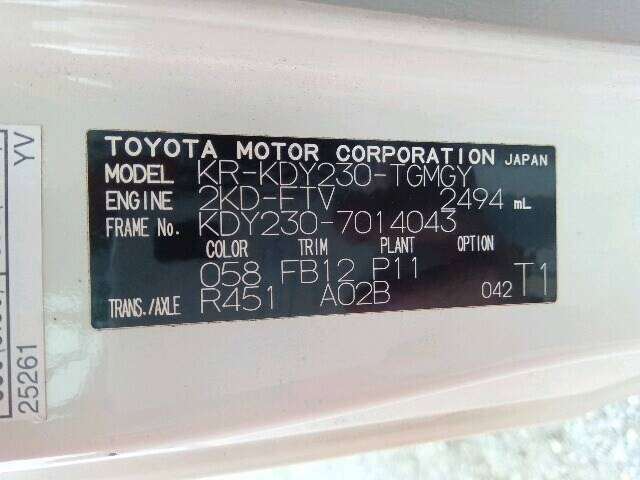 TOYOTA MOTOR CORPORATION JAPAN
MODEL KR-KDY230-TGMGY
ENGINE 2KD-FTV 2494 mL
FRAME No. KDY230-7014043
COLOR TRIM PLANT OPTION
058 FB12 P11
TRANS./AXLE R451 A02B 042 T1
YV
25261